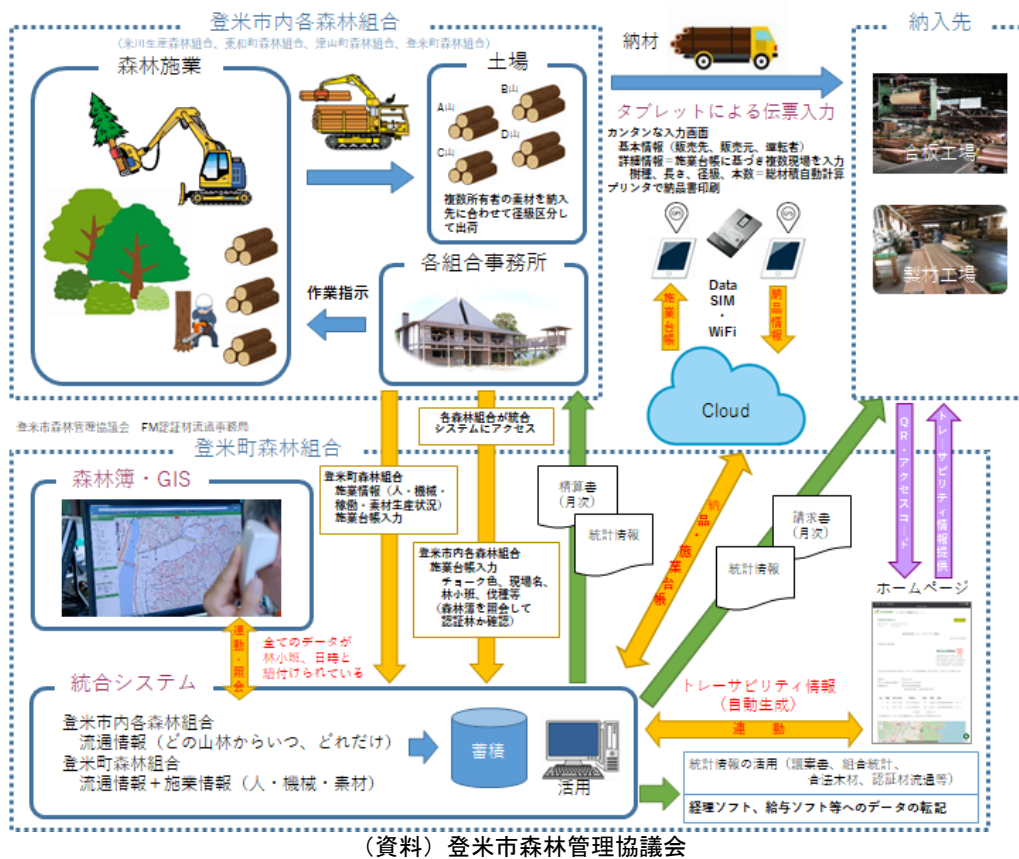 登米市内各森林組合
(米川生産森林組合、東和町森林組合、津山町森林組合、登米町森林組合)
森林施業
土場
A山
B山
C山
D山
複数所有者の素材を納入
先に合わせて径級区分し
て出荷
各組合事務所
作業指示
納材
タブレットによる伝票入力
カンタンな入力画面
基本情報(販売先、販売元、運転者)
詳細情報=施業台帳に基づき複数現場を入力
樹種、長さ、径級、本数=総材積自動計算
プリンタで納品書印刷
GPS
GPS
Data
SIM
・
WiFi
施業台帳
納品情報
Cloud
納入先
合板工場
製材工場
登米市森林管理協議会 FM認証材流通事務局
登米町森林組合
森林簿・GIS
連動・照会
全てのデータが
林小班、日時と
紐付けられている
各森林組合が統合
システムにアクセス
登米町森林組合
施業情報(人・機械・
稼働・素材生産状況)
施業台帳入力
登米市内各森林組合
施業台帳入力
チョーク色、現場名、
林小班、伐種等
(森林簿を照会して
認証林か確認)
精算書
(月次)
統計情報
納品・施業台帳
請求書
(月次)
統計情報
QR・アクセスコード
トレーサビリティ情報提供
ホームページ
統合システム
登米市内各森林組合
流通情報(どの山林からいつ、どれだけ)
登米町森林組合
流通情報+施業情報(人・機械・素材)
蓄積
活用
トレーサビリティ情報
(自動生成)
連動
統計情報の活用(議案書、組合統計、
合法木材、認証材流通等)
経理ソフト、給与ソフト等へのデータの転記
(資料)登米市森林管理協議会